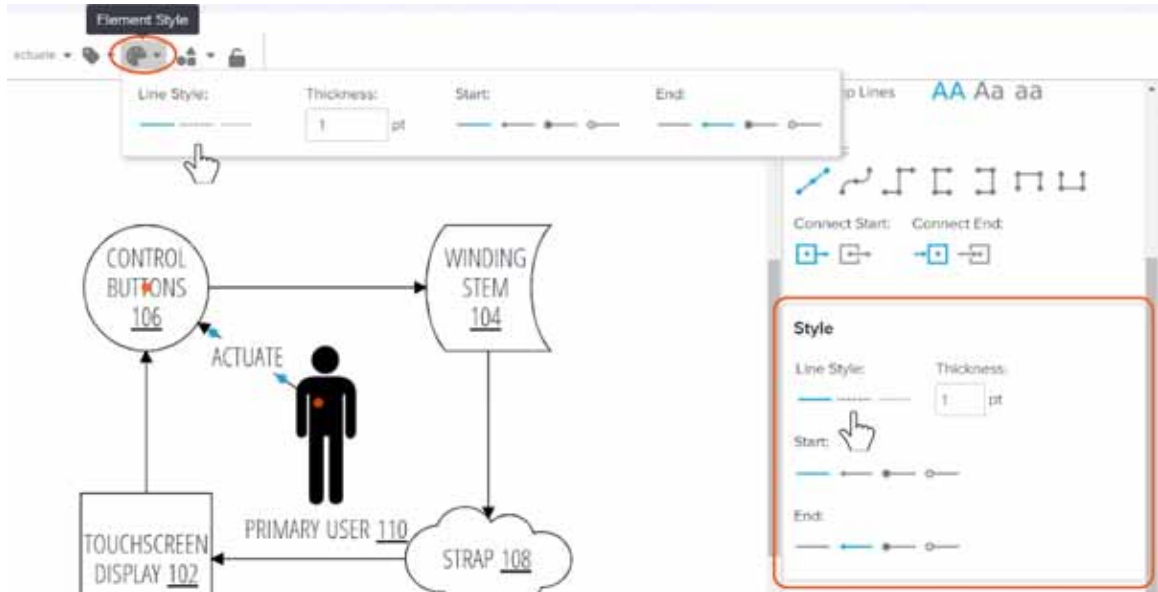 Element Style
actuate
Line Style:
Thickness:
Start:
End:
1 pt
Lines AA Aa aa
Connect Start: Connect End:
CONTROL
BUTTONS
106
WINDING
STEM
104
ACTUATE
PRIMARY USER 110
TOUCHSCREEN
DISPLAY 102
STRAP 108
Style
Line Style:
Thickness:
1 pt
Start:
End: